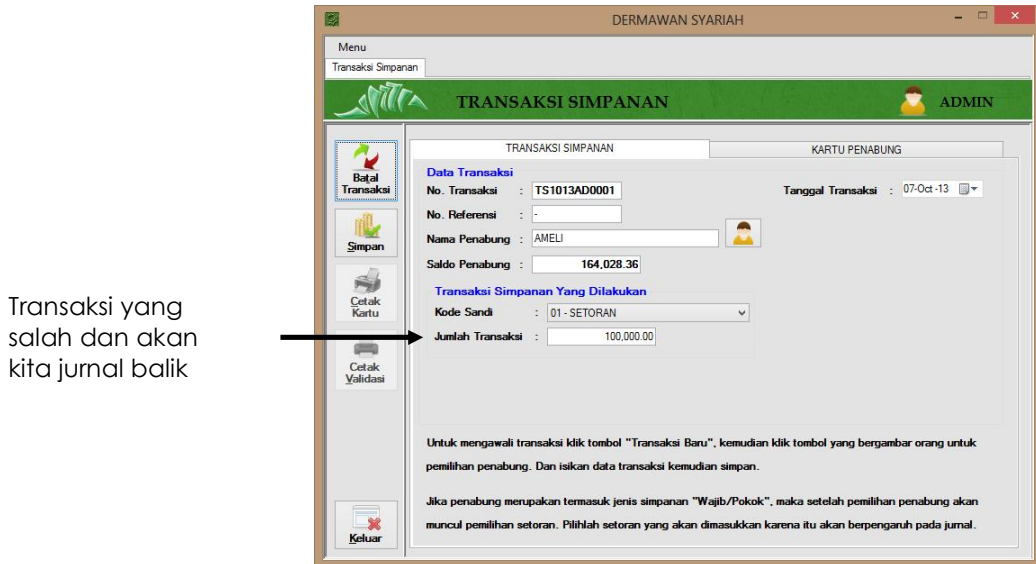 DERMAWAN SYARIAH
Menu
Transaksi Simpanan
TRANSAKSI SIMPANAN
ADMIN
Batal
Transaksi
Simpan
Cetak
Kartu
Cetak
Validasi
Keluar
TRANSAKSI SIMPANAN
KARTU PENABUNG
Data Transaksi
No. Transaksi : TS1013AD0001
Tanggal Transaksi : 07-Oct-13
No. Referensi : -
Nama Penabung : AMELI
Saldo Penabung : 164,028.36
Transaksi Simpanan Yang Dilakukan
Kode Sandi : 01 - SETORAN
Jumlah Transaksi : 100,000.00
Untuk mengawali transaksi klik tombol "Transaksi Baru", kemudian klik tombol yang bergambar orang untuk
pemilihan penabung. Dan isikan data transaksi kemudian simpan.
Jika penabung merupakan termasuk jenis simpanan "Wajib/Pokok", maka setelah pemilihan penabung akan
muncul pemilihan setoran. Pilihlah setoran yang akan dimasukkan karena itu akan berpengaruh pada jurnal.
Transaksi yang
salah dan akan
kita jurnal balik